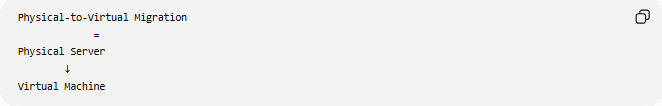 Physical-to-Virtual Migration
=
Physical Server
↓
Virtual Machine